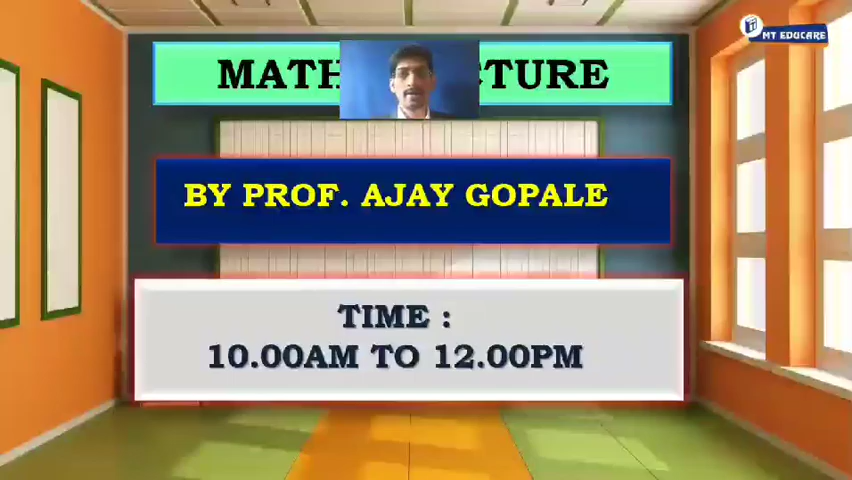 MT EDUCARE
MATH CTURE
BY PROF. AJAY GOPALE
TIME :
10.00AM TO 12.00PM